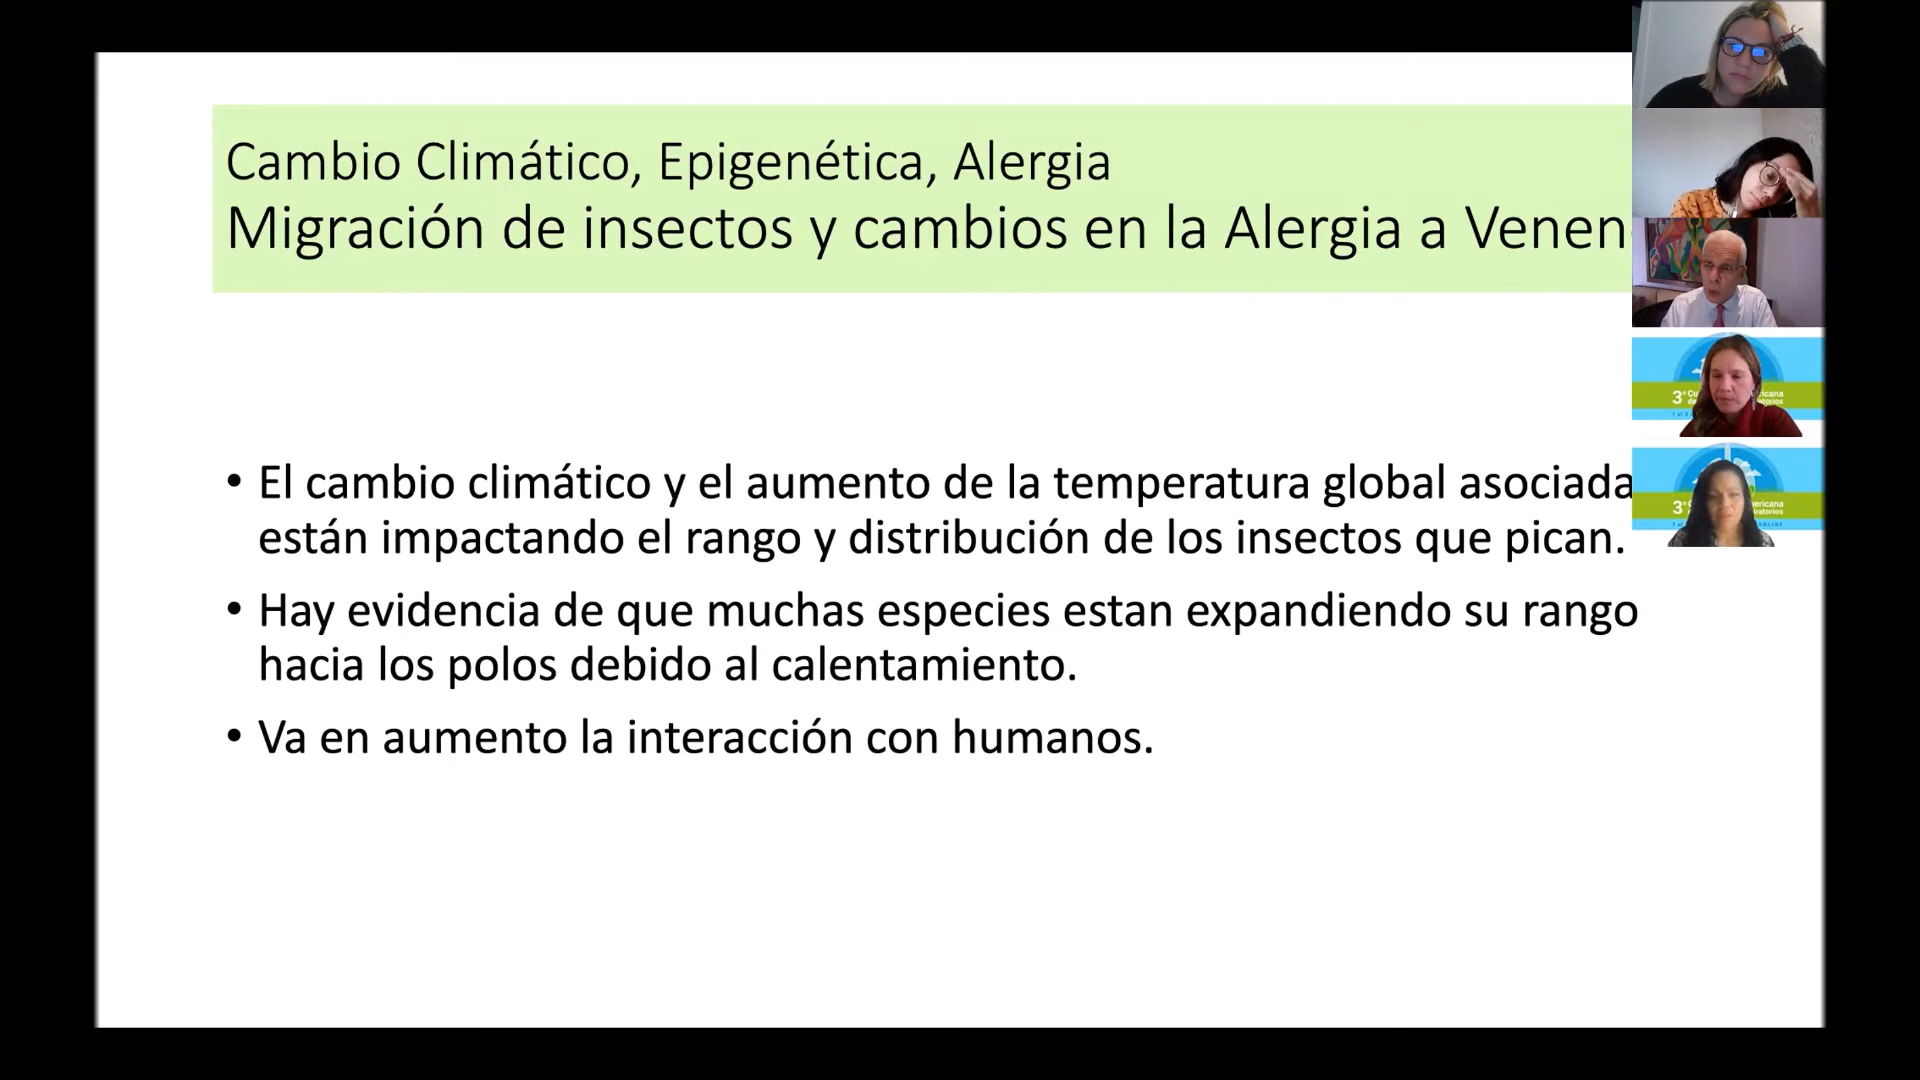 Cambio Climático, Epigenética, Alergia
Migración de insectos y cambios en la Alergia a Venen
• El cambio climático y el aumento de la temperatura global asociada
están impactando el rango y distribución de los insectos que pican.
• Hay evidencia de que muchas especies estan expandiendo su rango
hacia los polos debido al calentamiento.
• Va en aumento la interacción con humanos.